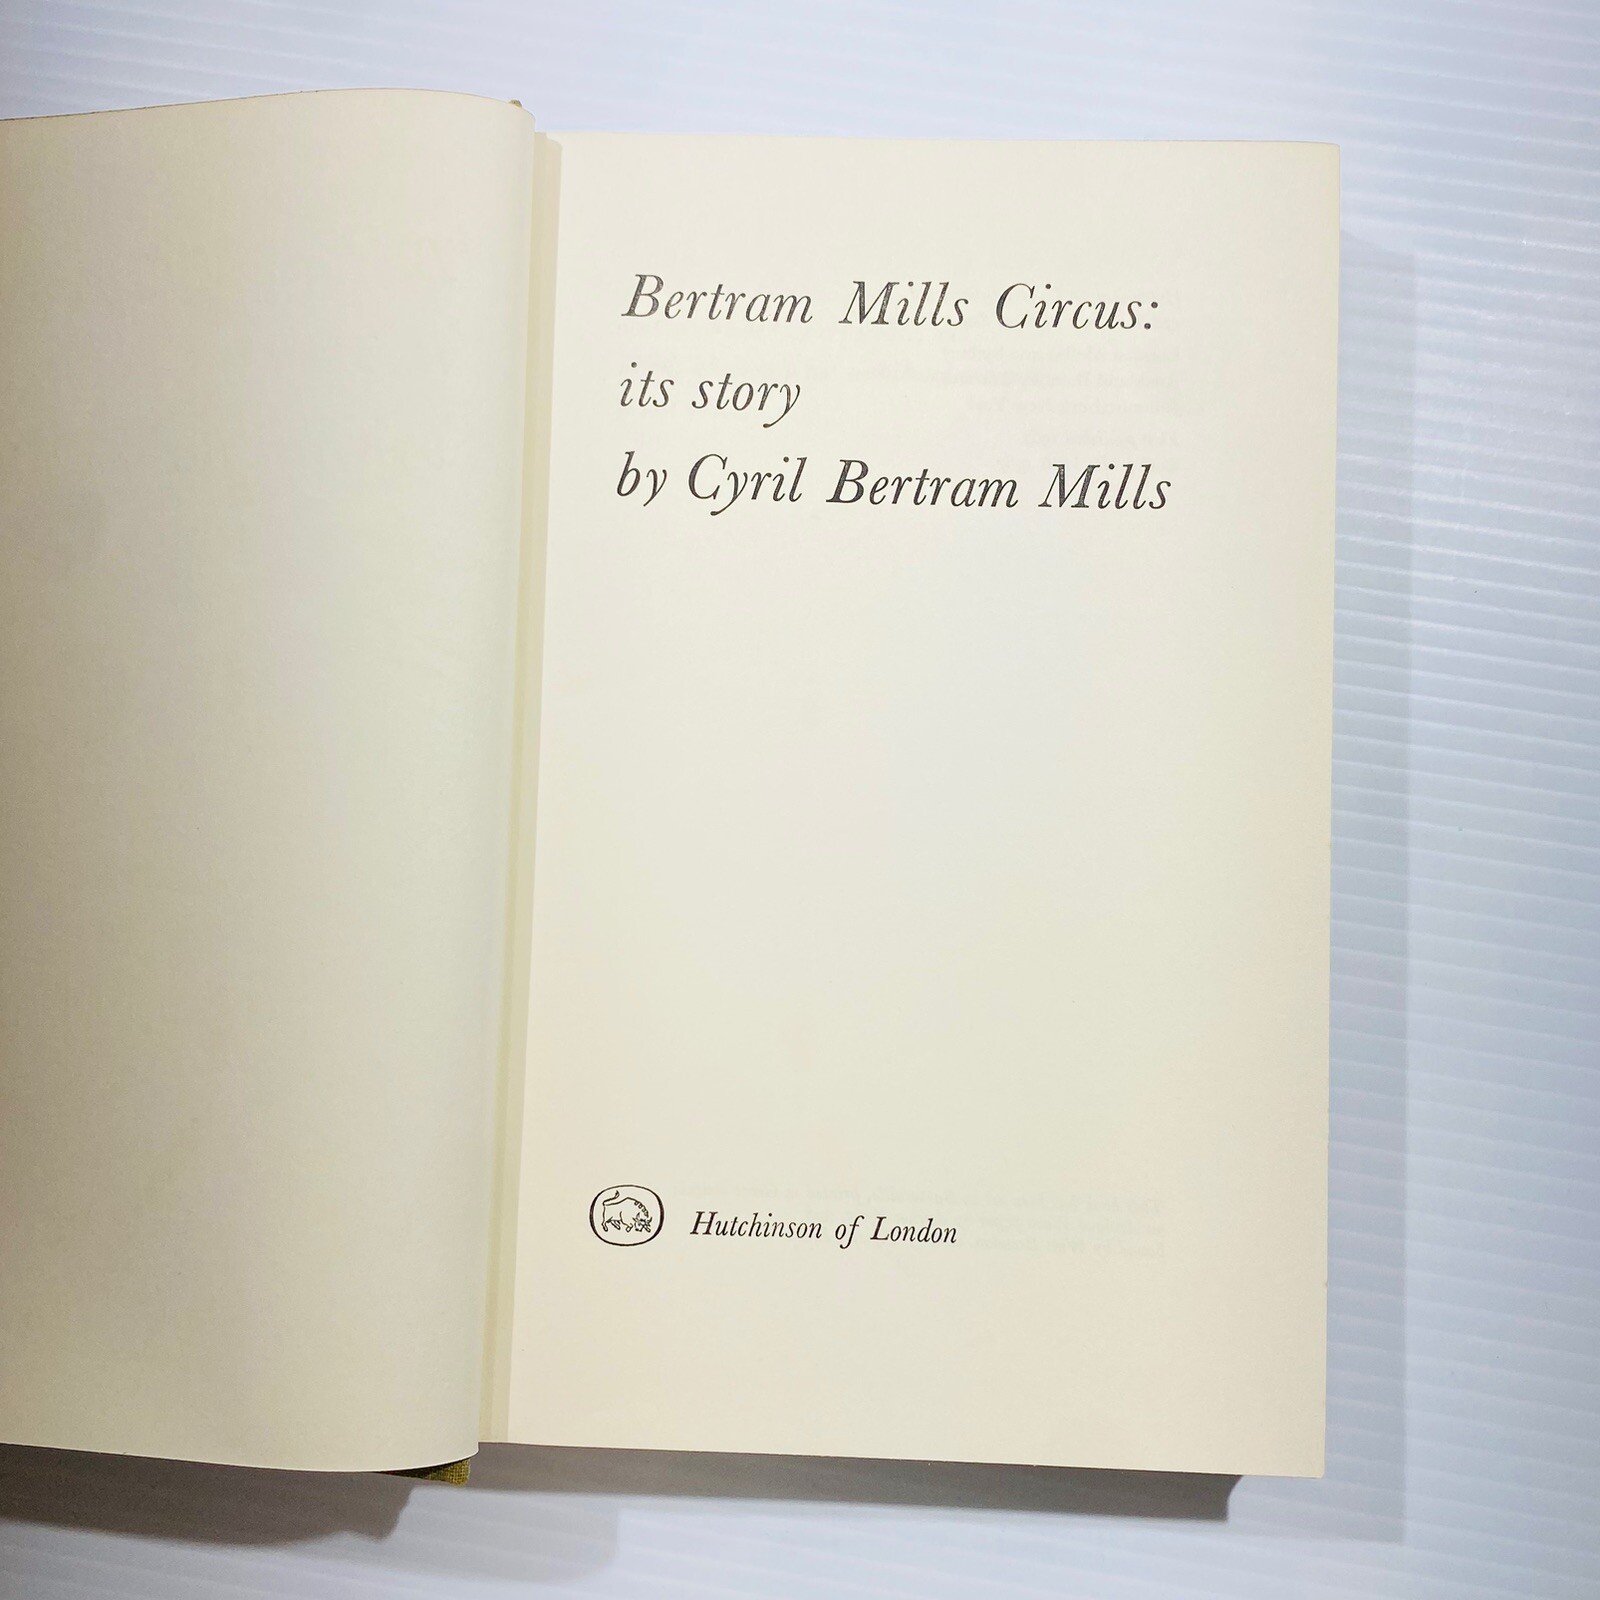 Bertram Mills Circus:
its story
by Cyril Bertram Mills
Hutchinson of London